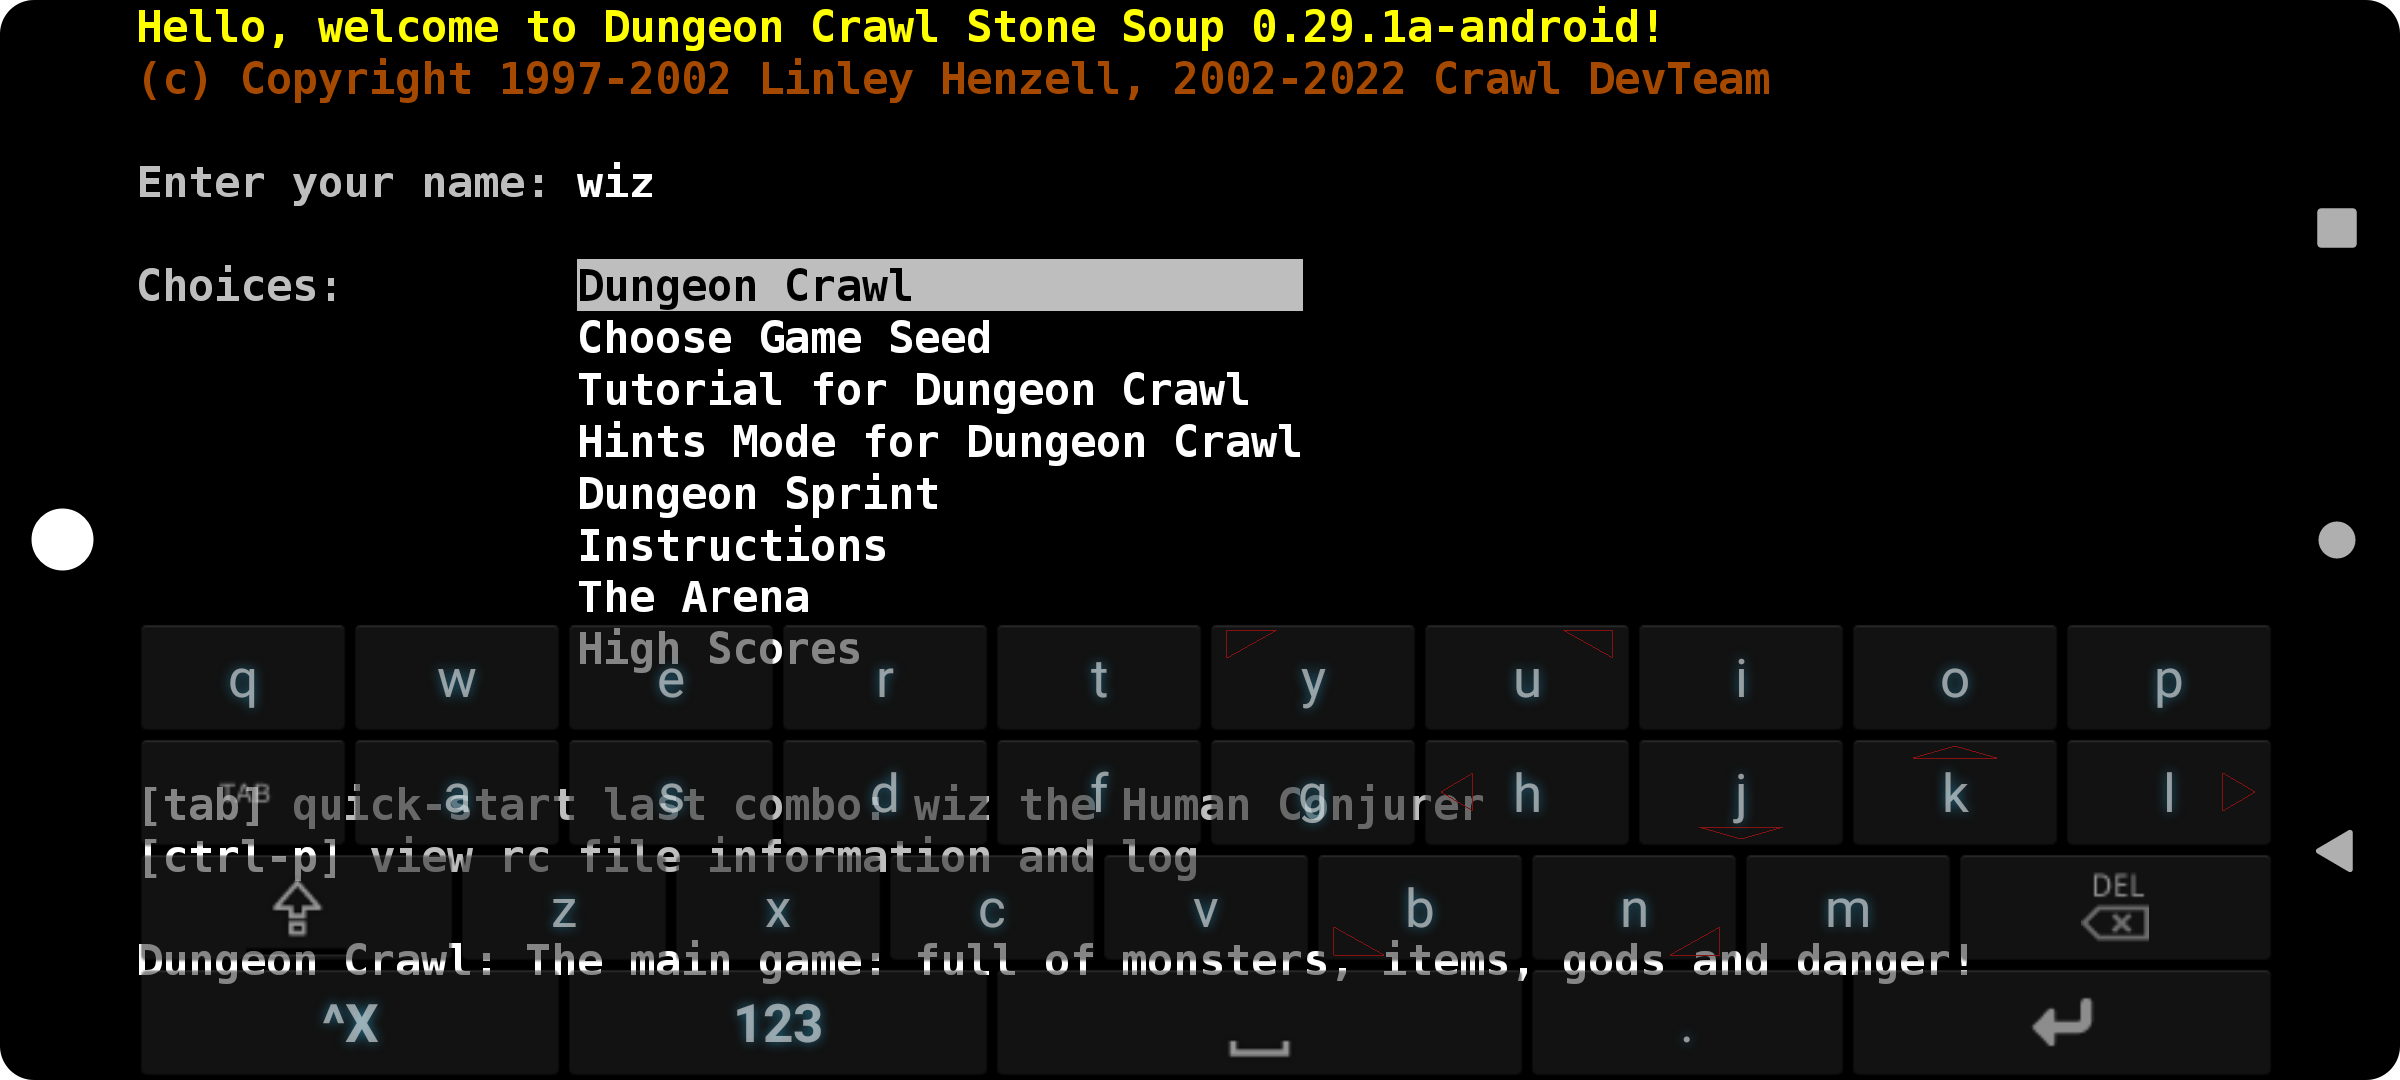 Hello, welcome to Dungeon Crawl Stone Soup 0.29.1a-android!
(c) Copyright 1997-2002 Linley Henzell, 2002-2022 Crawl DevTeam
Enter your name: wiz
Choices: Dungeon Crawl
Choose Game Seed
Tutorial for Dungeon Crawl
Hints Mode for Dungeon Crawl
Dungeon Sprint
Instructions
The Arena
High Scores
q w e r t y u i o p
[tab] quick-start last combo: wiz the Human Conjurer
TAB a s d f g h j k l
[ctrl-p] view rc file information and log
z x c v b n m DEL
Dungeon Crawl: The main game: full of monsters, items, gods and danger!
^X 123 .